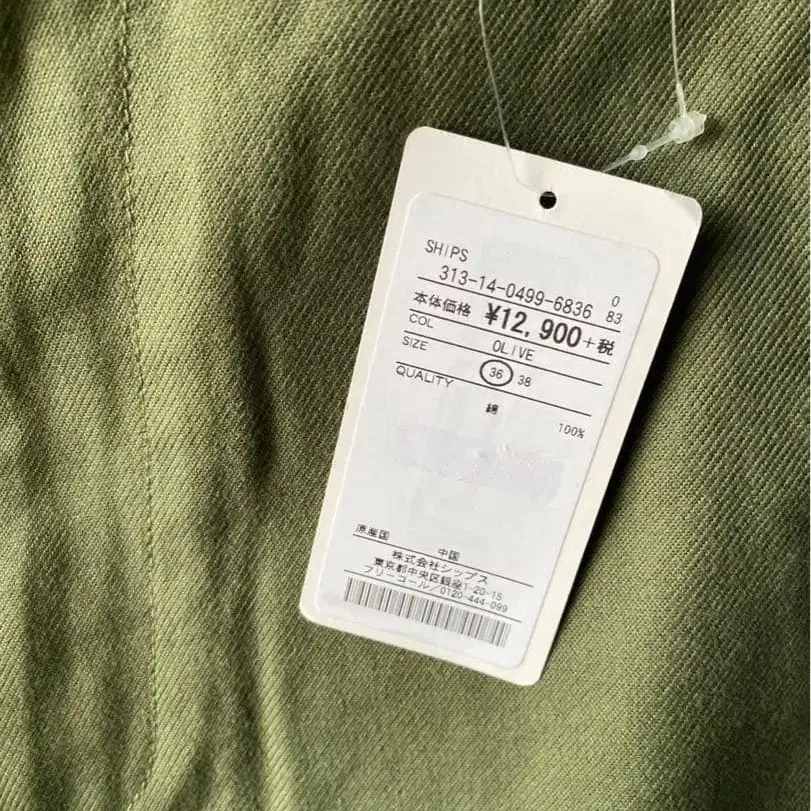 SHIPS
313-14-0499-6836 0
本体価格 ¥12,900+税 83
COL OLIVE
SIZE 36 38
QUALITY
綿 100%
原産国 中国
株式会社シップス
東京都中央区銀座1-20-15
フリーコール/0120-444-099